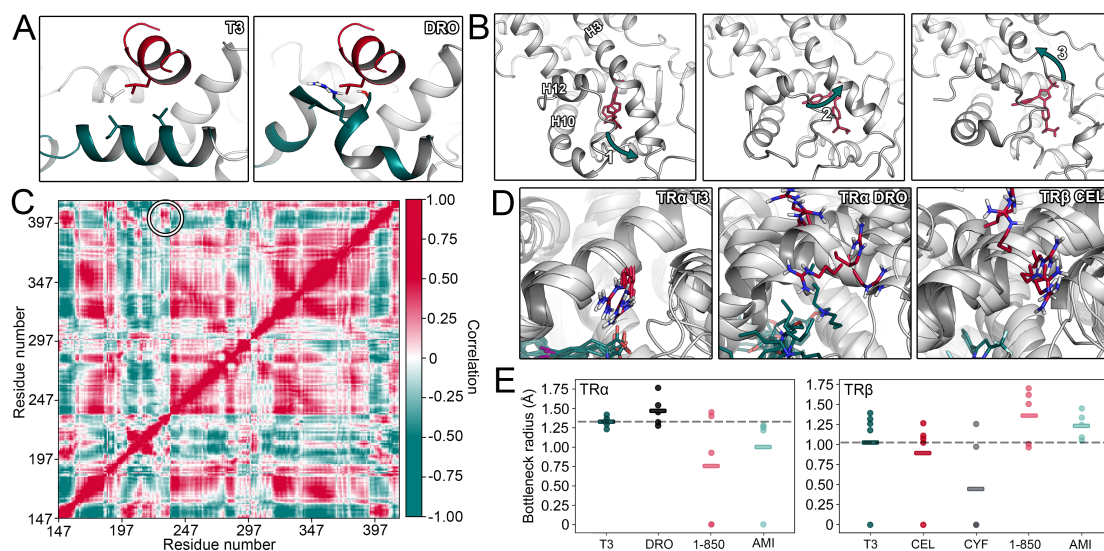 A
T3
DRO
B
H3
H12
H10
1
2
3
C
397
347
297
247
197
147
Residue number
147
197
247
297
347
397
Residue number
1.00
0.75
0.50
0.25
0
-0.25
-0.50
-0.75
-1.00
Correlation
D
TRα T3
TRα DRO
TRβ CEL
E
Bottleneck radius (Å)
TRα
1.75
1.50
1.25
1.00
0.75
0.50
0.25
0
T3
DRO
1-850
AMI
TRβ
1.75
1.50
1.25
1.00
0.75
0.50
0.25
0
T3
CEL
CYF
1-850
AMI